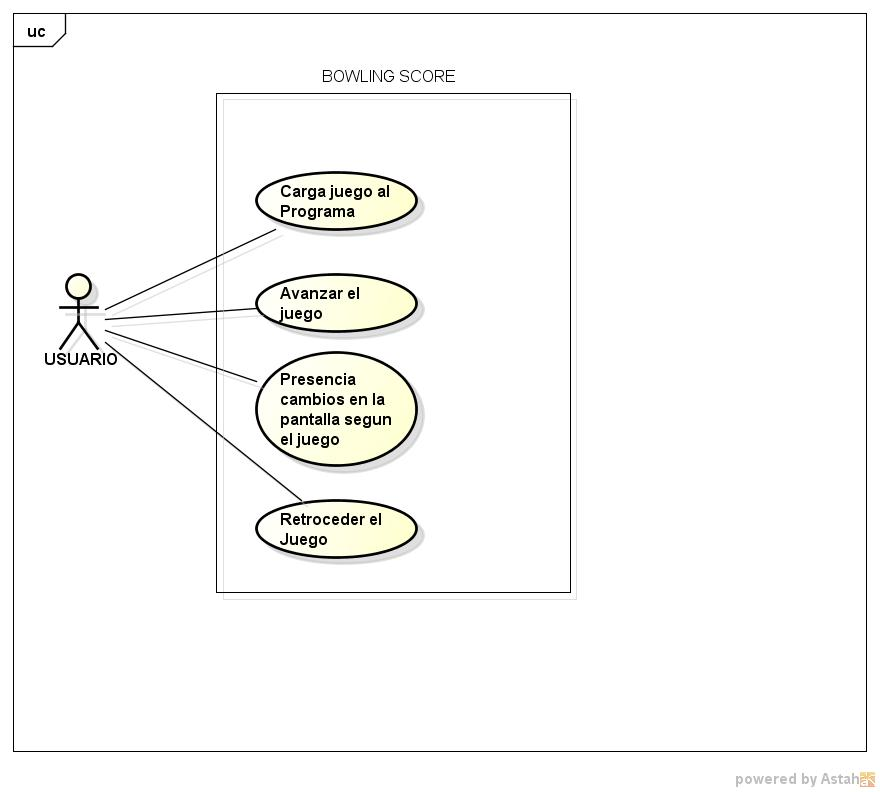 uc
BOWLING SCORE
Carga juego al
Programa
Avanzar el
juego
USUARIO
Presencia
cambios en la
pantalla segun
el juego
Retroceder el
Juego
powered by Astah